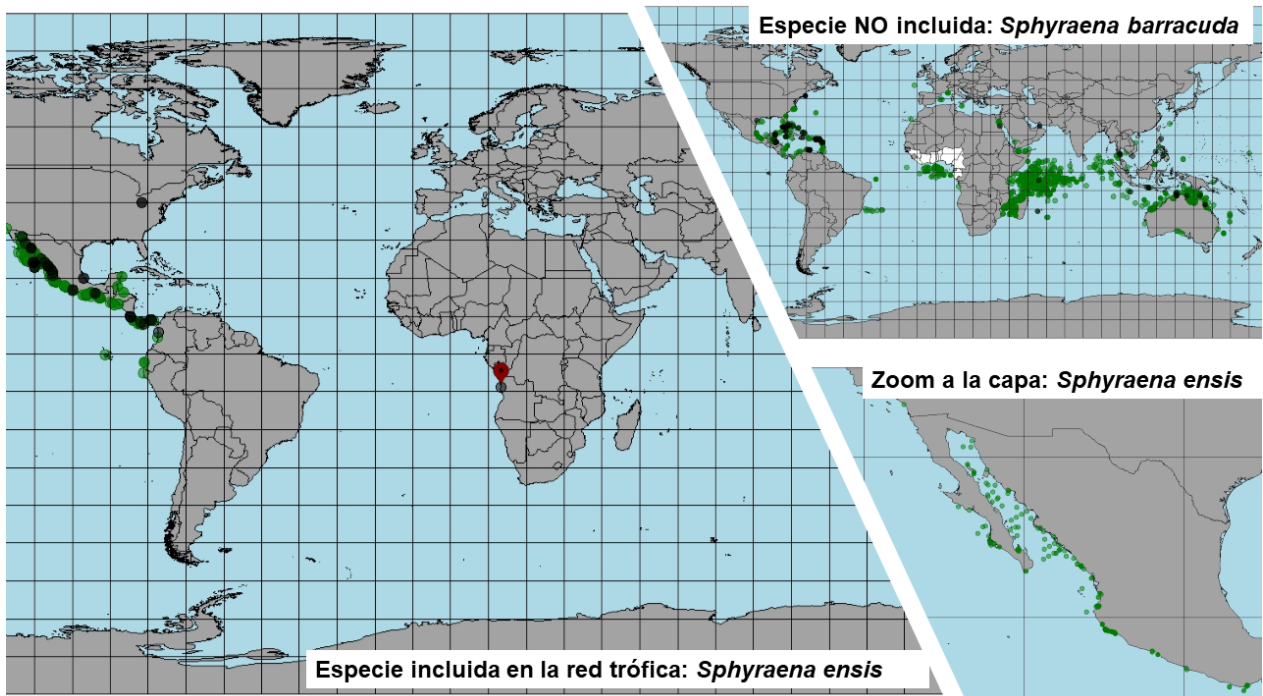 Especie NO incluida: Sphyraena barracuda
Zoom a la capa: Sphyraena ensis
Especie incluida en la red trófica: Sphyraena ensis